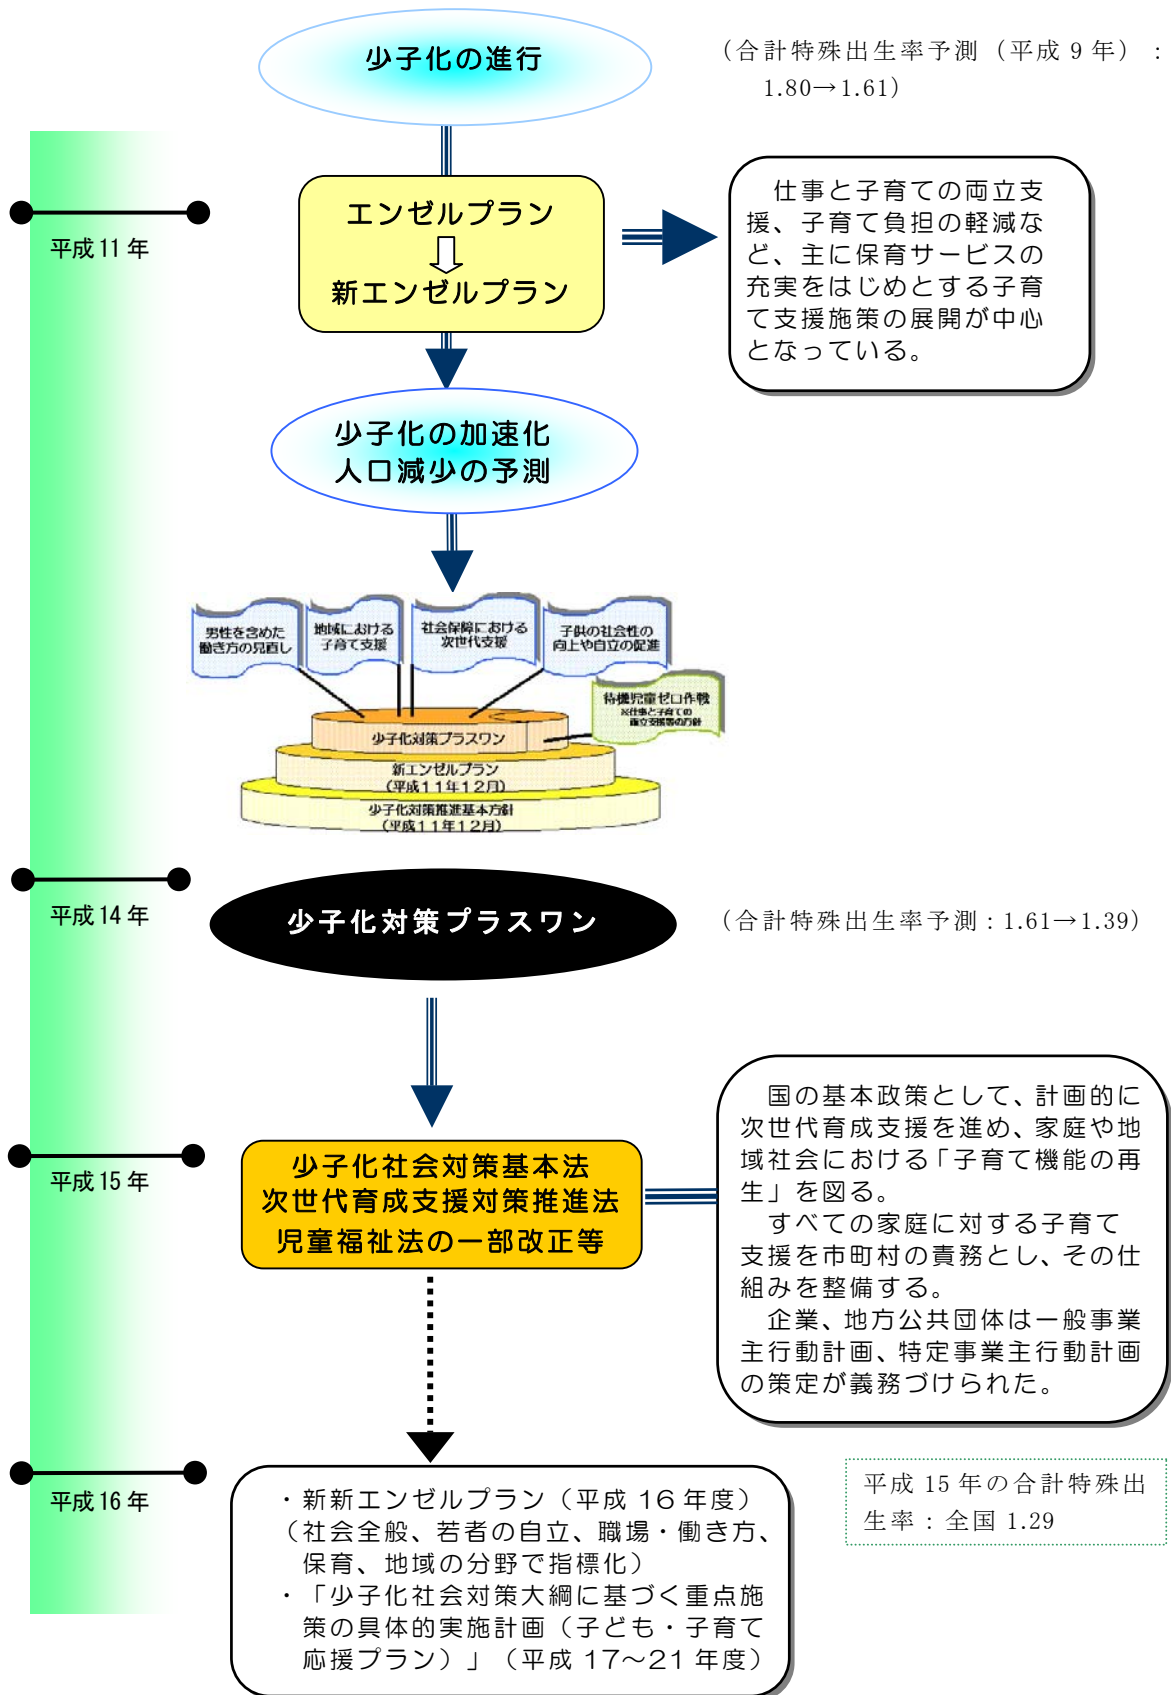 少子化の進行
（合計特殊出生率予測（平成 9 年）：
1.80→1.61）
平成 11 年
エンゼルプラン
新エンゼルプラン
仕事と子育ての両立支
援、子育て負担の軽減な
ど、主に保育サービスの
充実をはじめとする子育
て支援施策の展開が中心
となっている。
少子化の加速化
人口減少の予測
男性を含めた
働き方の見直し
地域における
子育て支援
社会保障における
次世代支援
子供の社会性の
向上や自立の促進
待機児童ゼロ作戦
※仕事と子育ての
両立支援等の方針
少子化対策プラスワン
新エンゼルプラン
（平成１１年１２月）
少子化対策推進基本方針
（平成１１年１２月）
平成 14 年
少子化対策プラスワン
（合計特殊出生率予測：1.61→1.39）
平成 15 年
少子化社会対策基本法
次世代育成支援対策推進法
児童福祉法の一部改正等
国の基本政策として、計画的に
次世代育成支援を進め、家庭や地
域社会における「子育て機能の再
生」を図る。
すべての家庭に対する子育て
支援を市町村の責務とし、その仕
組みを整備する。
企業、地方公共団体は一般事業
主行動計画、特定事業主行動計画
の策定が義務づけられた。
平成 16 年
・新新エンゼルプラン（平成 16 年度）
（社会全般、若者の自立、職場・働き方、
保育、地域の分野で指標化）
・「少子化社会対策大綱に基づく重点施
策の具体的実施計画（子ども・子育て
応援プラン）」（平成 17～21 年度）
平成 15 年の合計特殊出
生率：全国 1.29